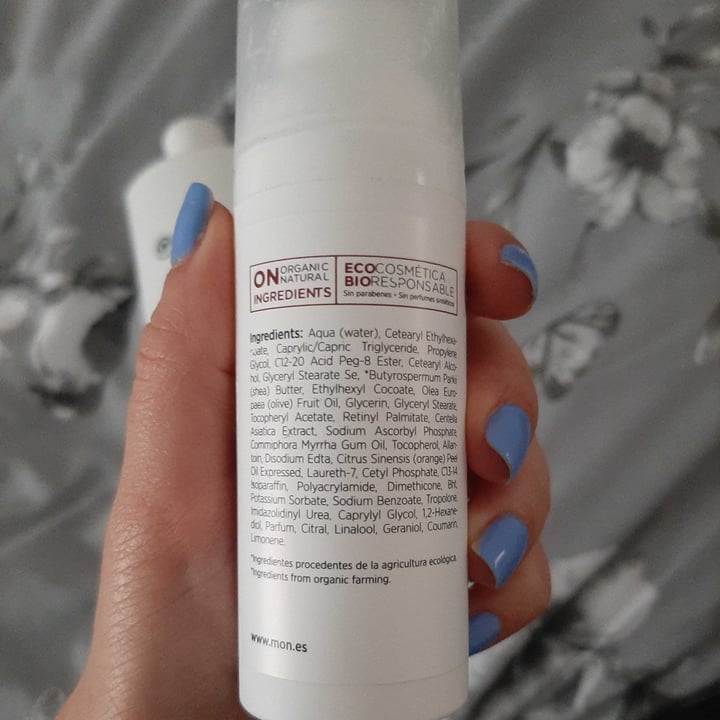 ON ORGANIC NATURAL
INGREDIENTS
ECOCOSMÉTICA
BIORESPONSABLE
Sin parabenes • Sin perfumes sintéticos
Ingredients: Aqua (water), Cetearyl Ethylhexa-
noate, Caprylic/Capric Triglyceride, Propylene
Glycol, C12-20 Acid Peg-8 Ester, Cetearyl Alco-
hol, Glyceryl Stearate Se, *Butyrospermum Parkii
(shea) Butter, Ethylhexyl Cocoate, Olea Euro-
paea (olive) Fruit Oil, Glycerin, Glyceryl Stearate,
Tocopheryl Acetate, Retinyl Palmitate, Centella
Asiatica Extract, Sodium Ascorbyl Phosphate,
Commiphora Myrrha Gum Oil, Tocopherol, Allan-
toin, Disodium Edta, Citrus Sinensis (orange) Peel
Oil Expressed, Laureth-7, Cetyl Phosphate, C13-14
Isoparaffin, Polyacrylamide, Dimethicone, Bht,
Potassium Sorbate, Sodium Benzoate, Tropolone,
Imidazolidinyl Urea, Caprylyl Glycol, 1,2-Hexane-
diol, Parfum, Citral, Linalool, Geraniol, Coumarin,
Limonene.
*Ingredientes procedentes de la agricultura ecológica.
*Ingredients from organic farming.
www.mon.es